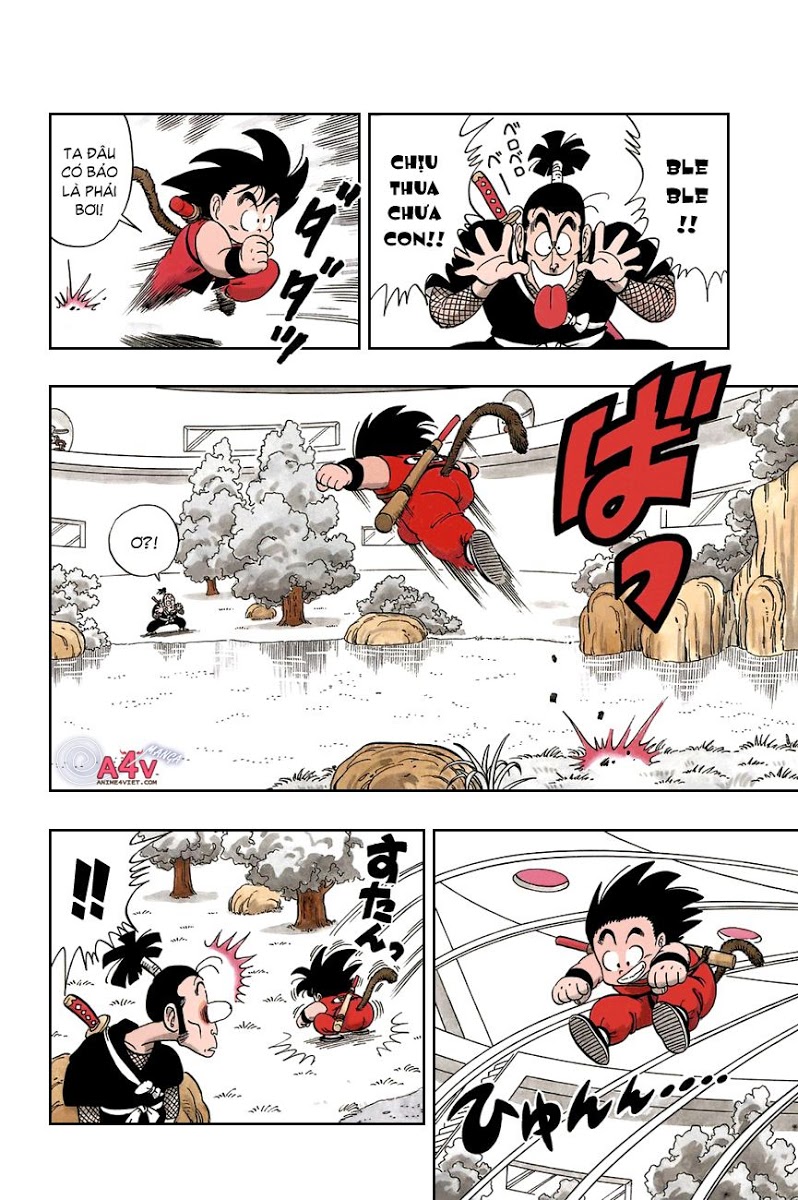 TA ĐÂU
CÓ BẢO
LÀ PHẢI
BƠI!
ダダダッ
CHỊU
THUA
CHƯA
CON!!
ベロベロベー
BLE
BLE
!!
Ơ?!
ばっ
A4V
MANGA
ANIME4VIET.COM
!!
すたんっ
ひゅんん‥‥